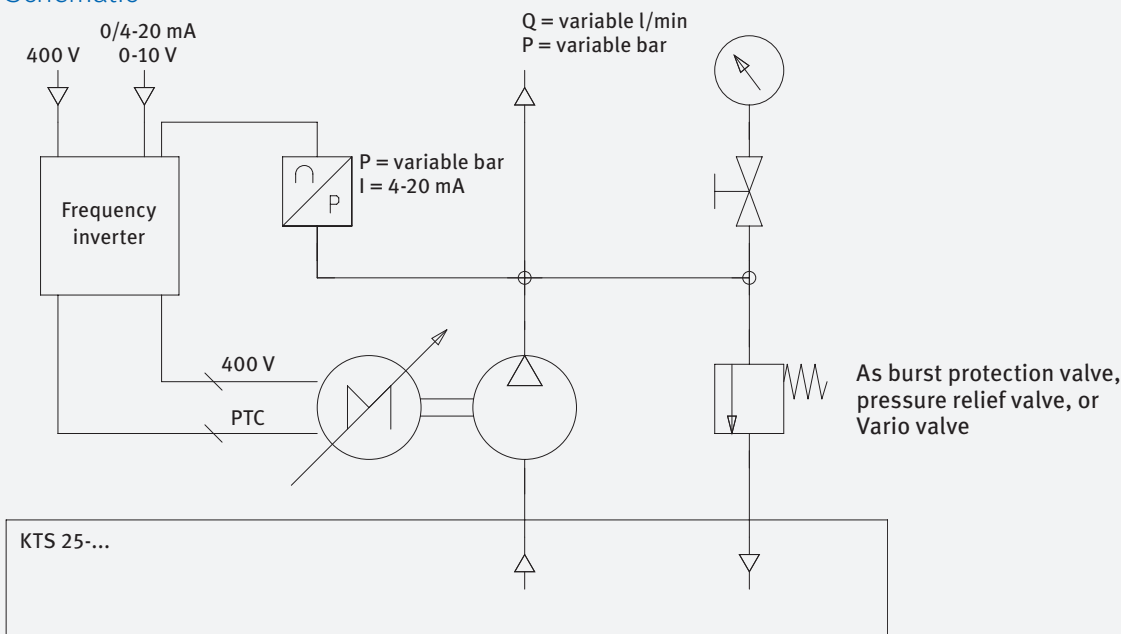 Schematic
0/4-20 mA
400 V
0-10 V
Q = variable l/min
P = variable bar
P = variable bar
I = 4-20 mA
P
Frequency
inverter
400 V
PTC
M
As burst protection valve,
pressure relief valve, or
Vario valve
KTS 25-...